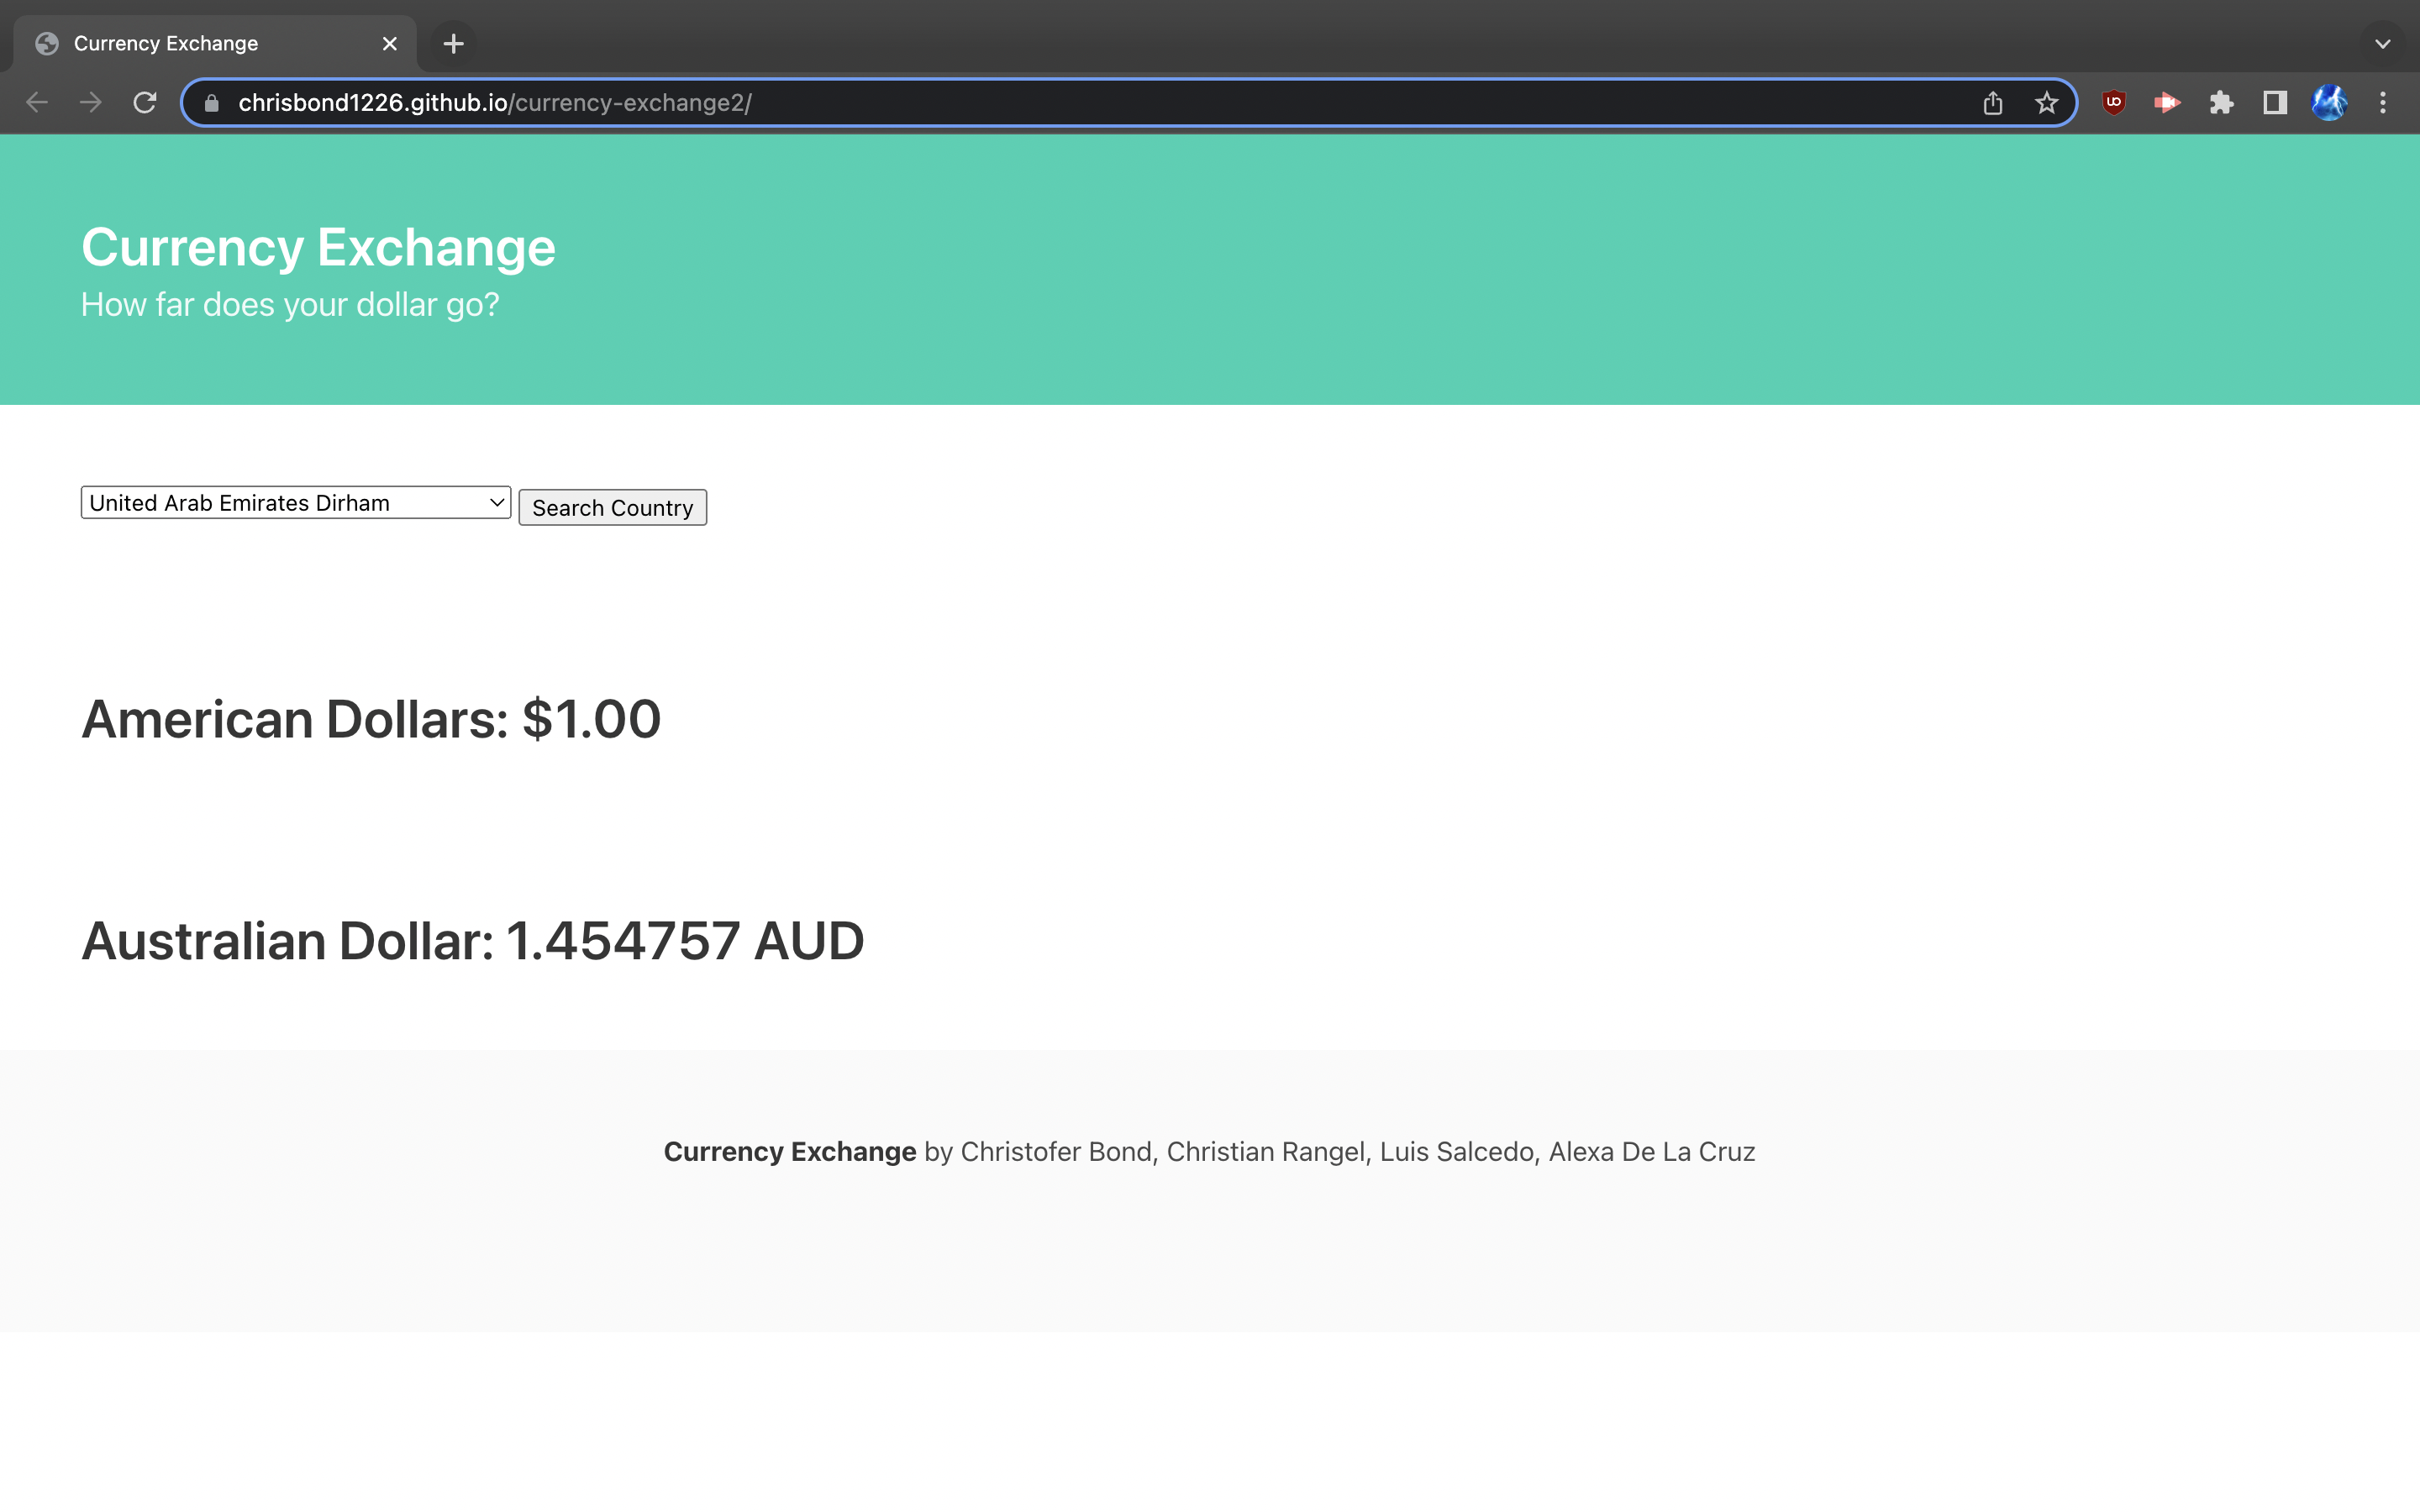 Currency Exchange
chrisbond1226.github.io/currency-exchange2/
Currency Exchange
How far does your dollar go?
United Arab Emirates Dirham Search Country
American Dollars: $1.00
Australian Dollar: 1.454757 AUD
Currency Exchange by Christofer Bond, Christian Rangel, Luis Salcedo, Alexa De La Cruz